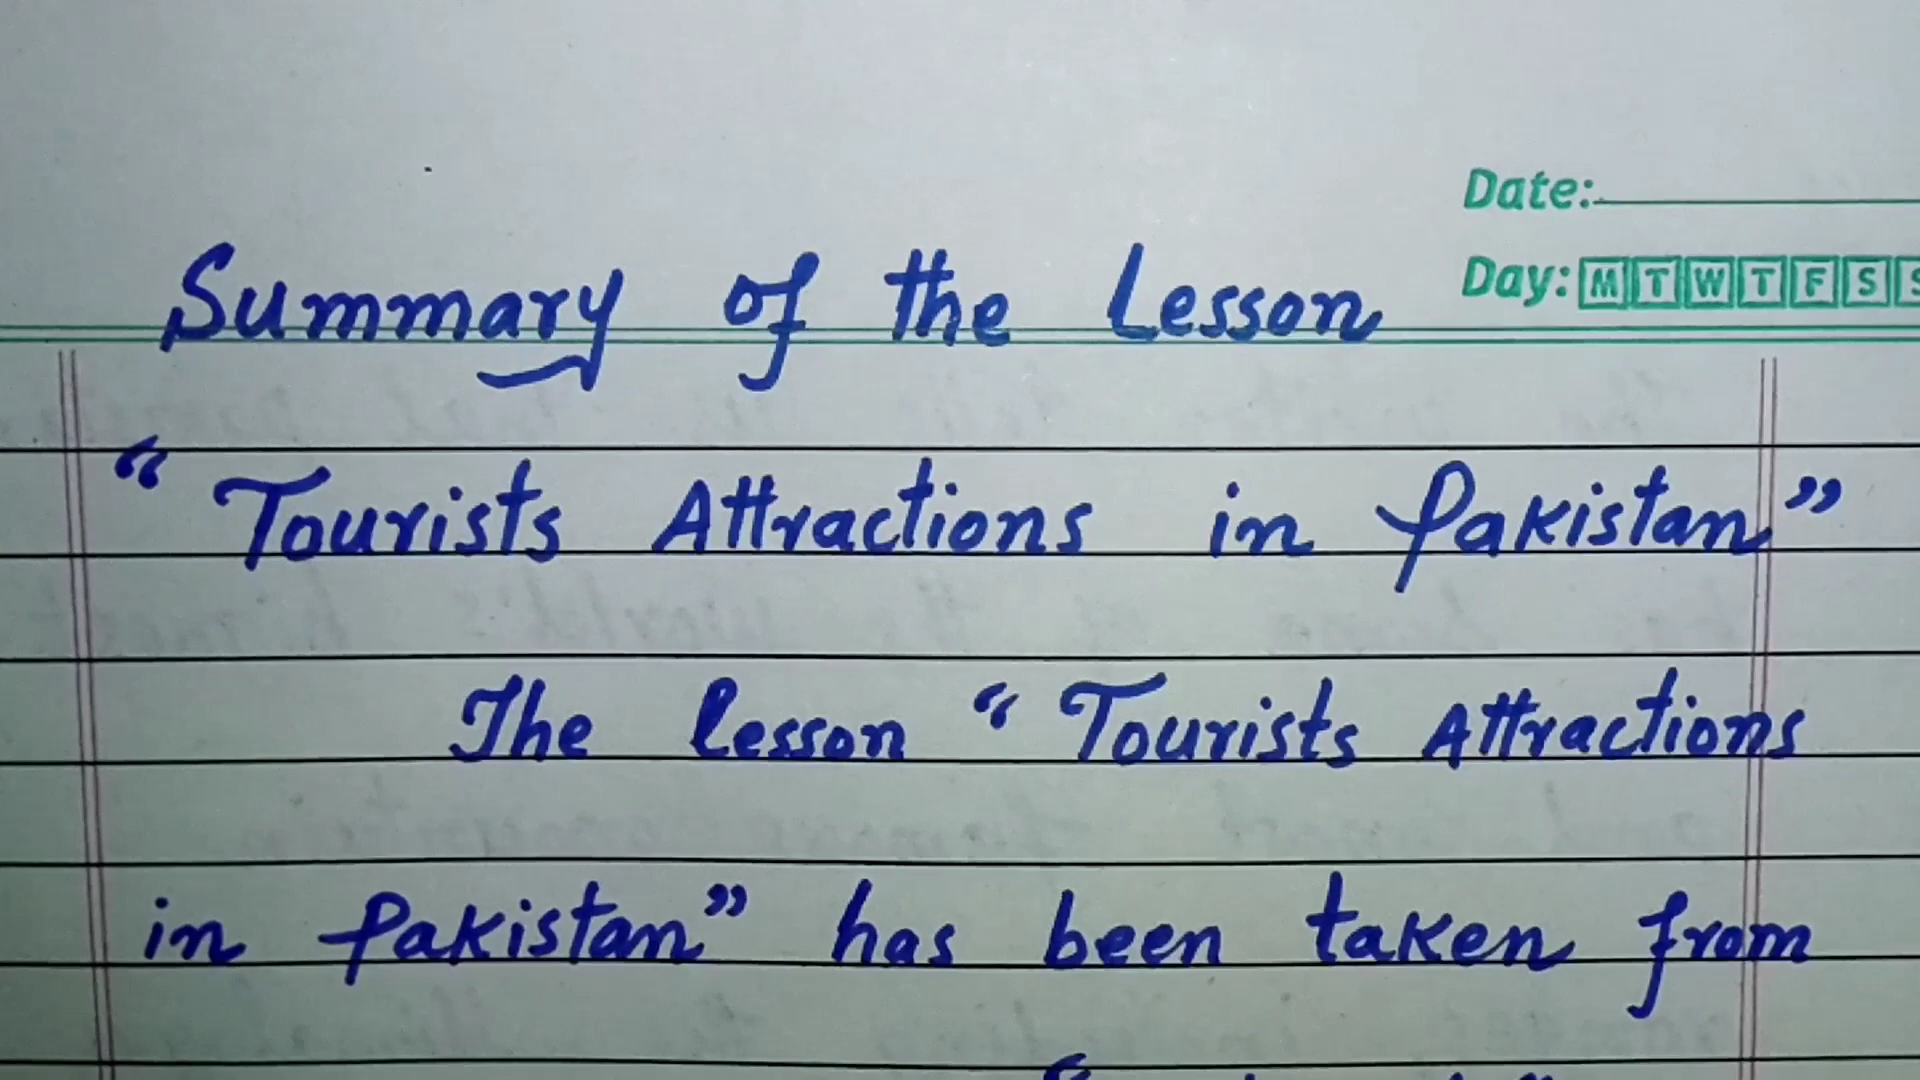 Date:
Summary of the Lesson
Day: M T W T F S S
“Tourists Attractions in Pakistan”
The lesson “Tourists Attractions
in Pakistan” has been taken from